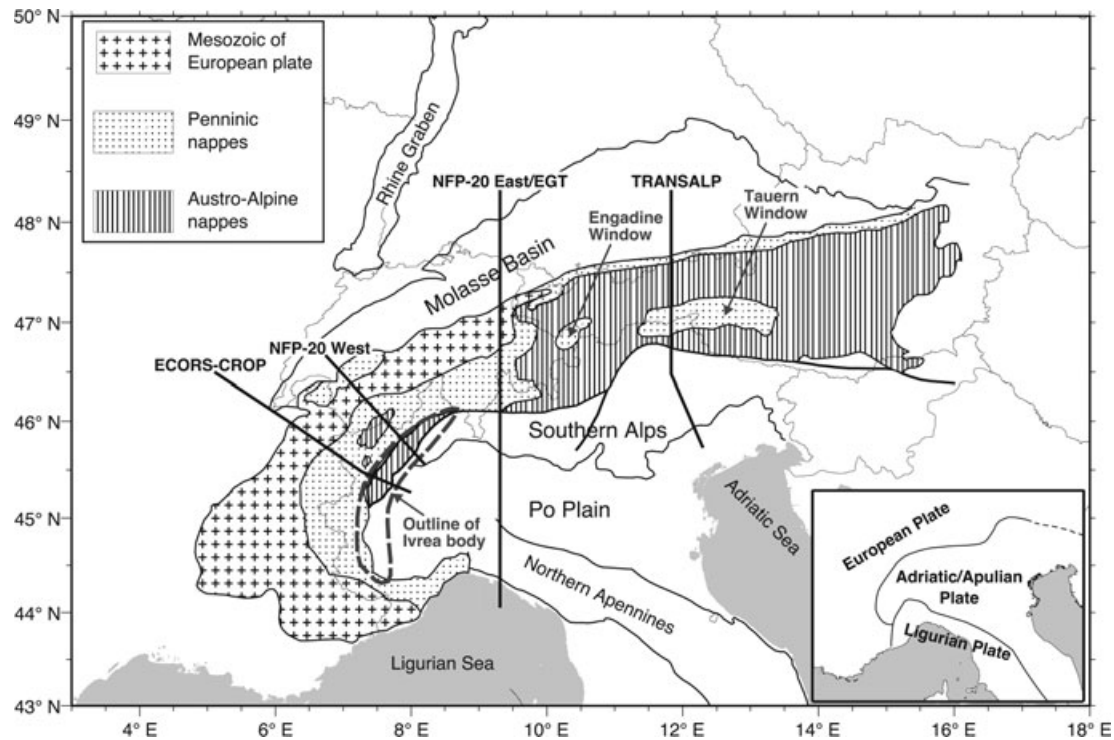 50° N
49° N
48° N
47° N
46° N
45° N
44° N
43° N
Mesozoic of
European plate
Penninic
nappes
Austro-Alpine
nappes
Rhine Graben
NFP-20 East/EGT
TRANSALP
Engadine
Window
Tauern
Window
Molasse Basin
NFP-20 West
ECORS-CROP
Southern Alps
Po Plain
Outline of
Ivrea body
Adriatic Sea
Northern Apennines
Ligurian Sea
European Plate
Adriatic/Apulian
Plate
Ligurian Plate
4° E
6° E
8° E
10° E
12° E
14° E
16° E
18° E